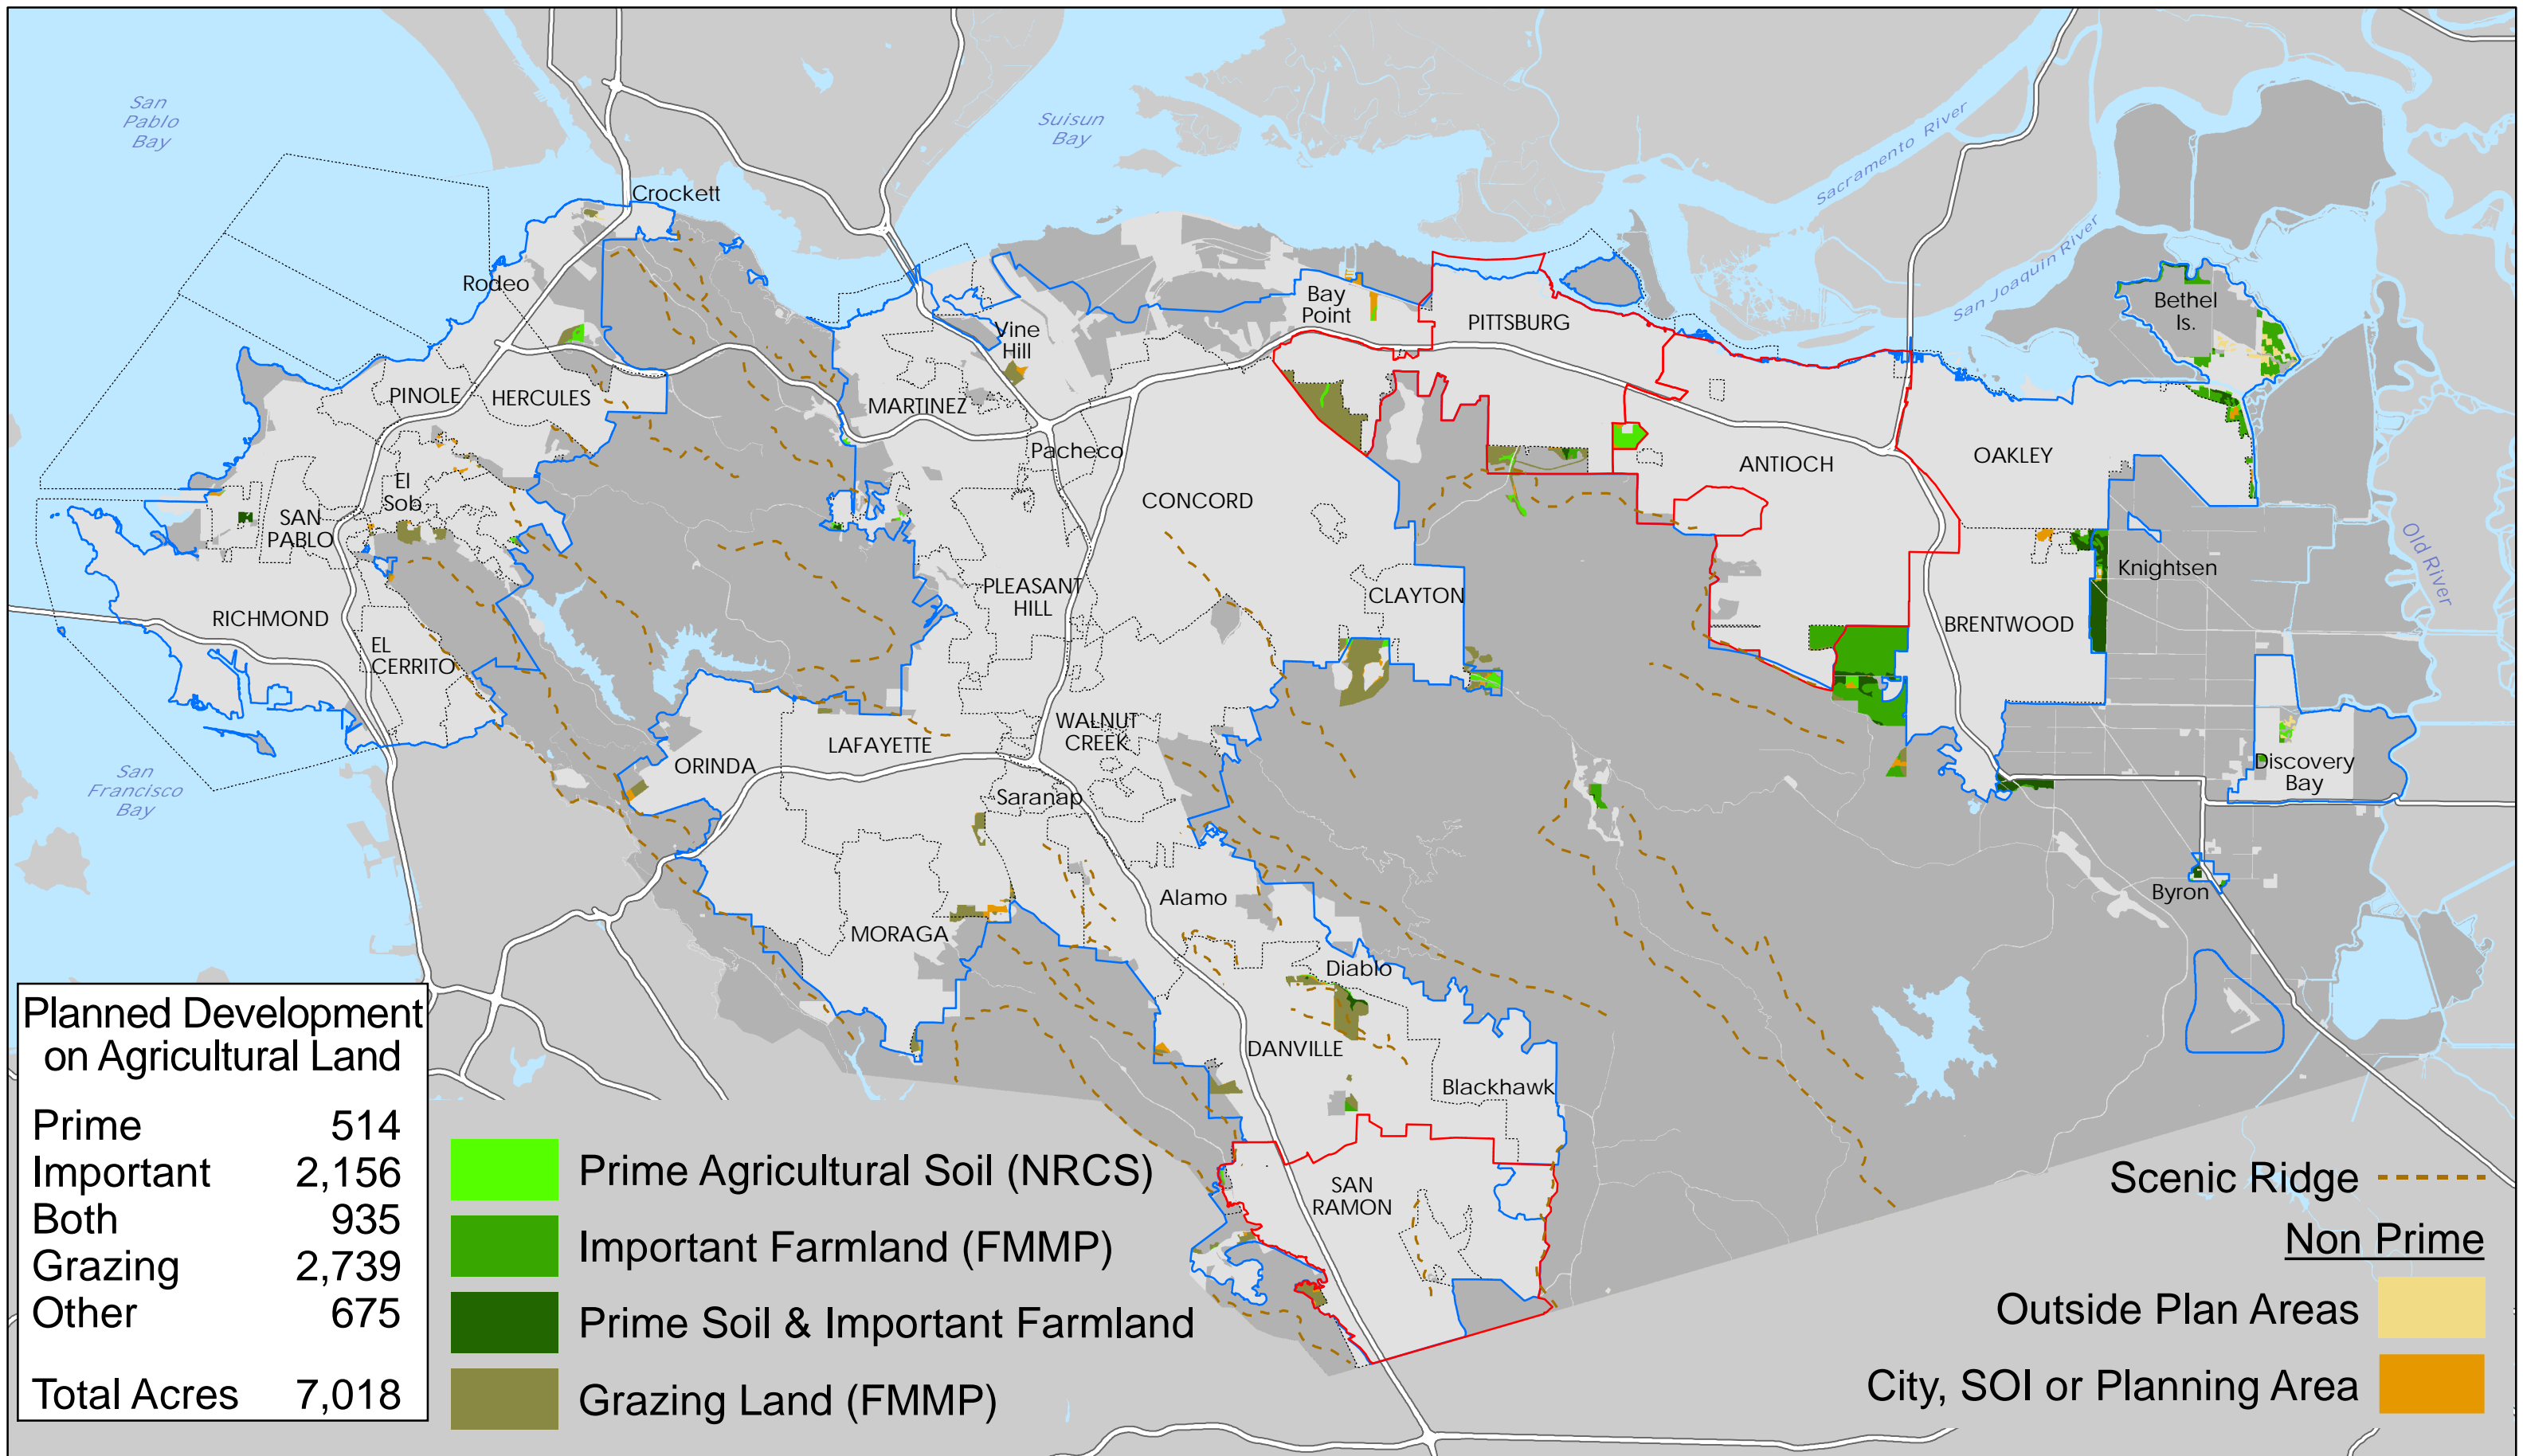 San
Pablo
Bay
Suisun
Bay
Sacramento River
San Joaquin River
Old River
San
Francisco
Bay
Crockett
Rodeo
Vine
Hill
Bay
Point
PITTSBURG
Bethel
Is.
PINOLE
HERCULES
MARTINEZ
Pacheco
ANTIOCH
OAKLEY
El
Sob
SAN
PABLO
CONCORD
Knightsen
PLEASANT
HILL
CLAYTON
RICHMOND
BRENTWOOD
EL
CERRITO
WALNUT
CREEK
LAFAYETTE
ORINDA
Discovery
Bay
Saranap
Alamo
Byron
MORAGA
Diablo
DANVILLE
Blackhawk
SAN
RAMON
Planned Development
on Agricultural Land
Prime 514
Important 2,156
Both 935
Grazing 2,739
Other 675
Total Acres 7,018
Prime Agricultural Soil (NRCS)
Important Farmland (FMMP)
Prime Soil & Important Farmland
Grazing Land (FMMP)
Scenic Ridge
Non Prime
Outside Plan Areas
City, SOI or Planning Area